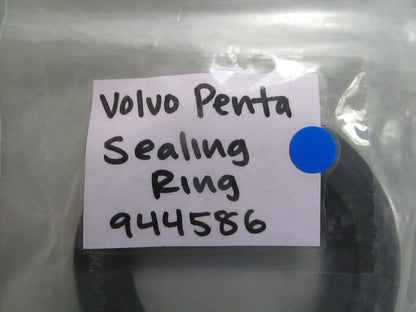 Volvo Penta
Sealing
Ring
944586